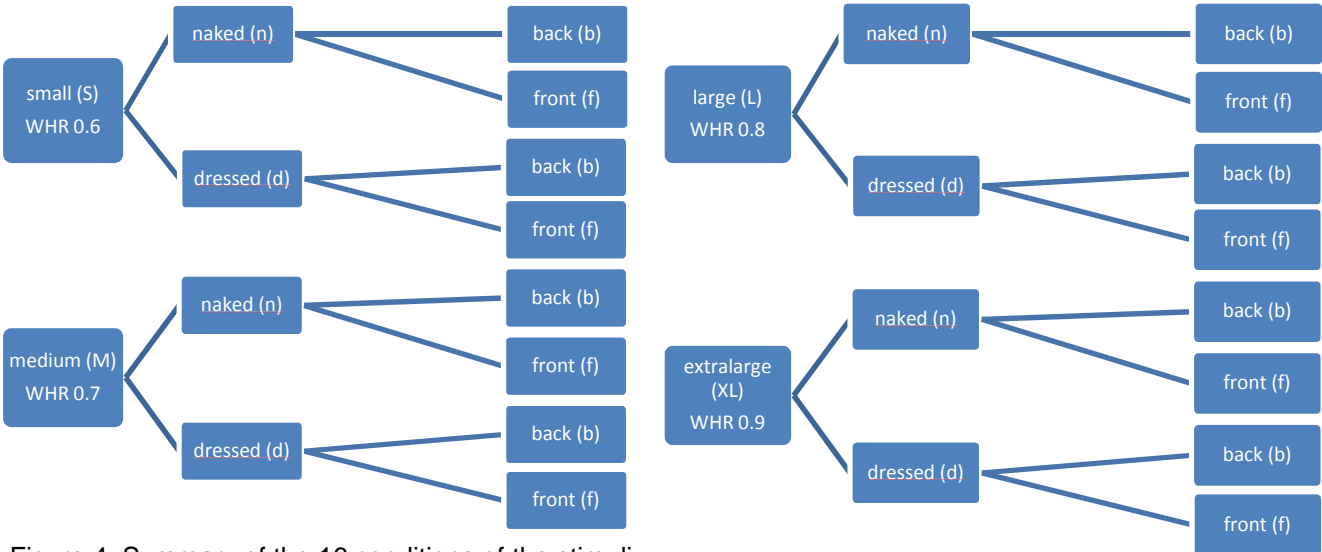 small (S)
WHR 0.6
naked (n)
back (b)
front (f)
dressed (d)
back (b)
front (f)
medium (M)
WHR 0.7
naked (n)
back (b)
front (f)
dressed (d)
back (b)
front (f)
large (L)
WHR 0.8
naked (n)
back (b)
front (f)
dressed (d)
back (b)
front (f)
extralarge
(XL)
WHR 0.9
naked (n)
back (b)
front (f)
dressed (d)
back (b)
front (f)
Figure 4. Summary of the 16 conditions of the stimuli